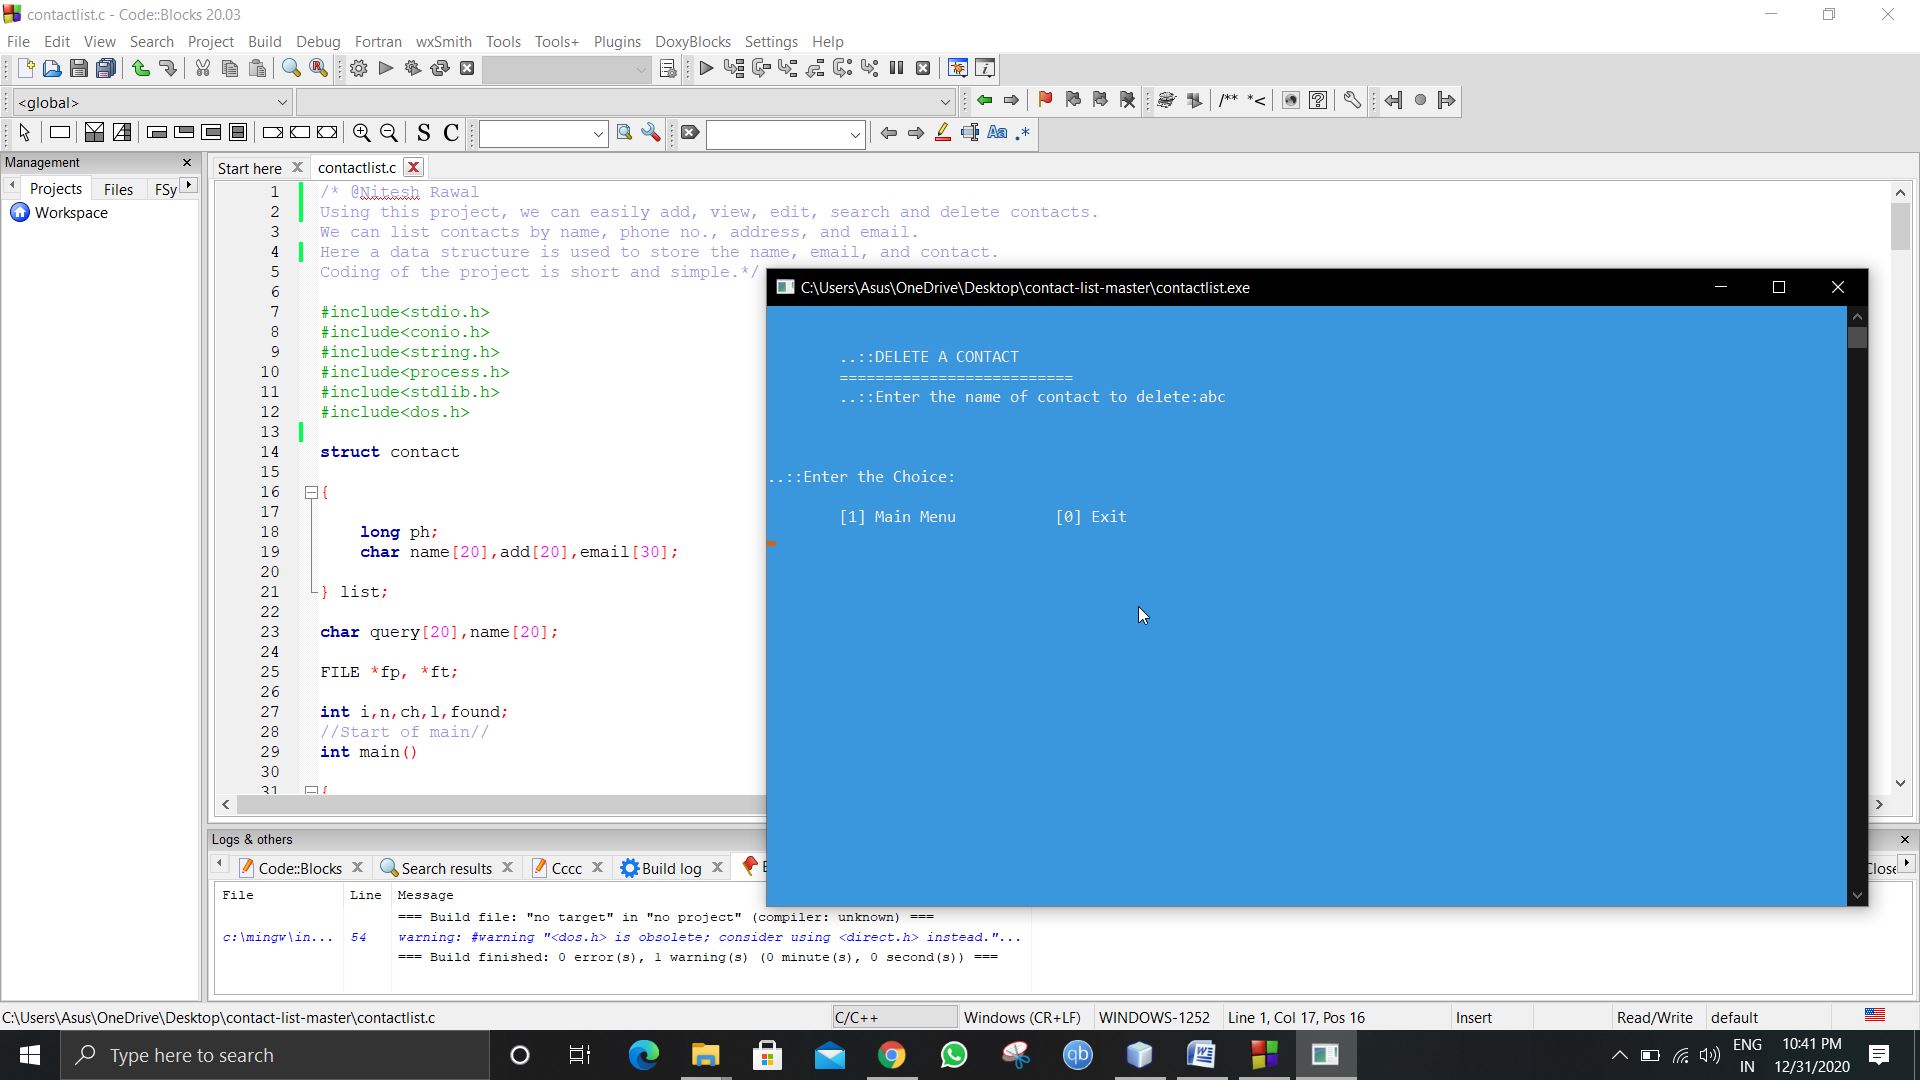 contactlist.c - Code::Blocks 20.03
File Edit View Search Project Build Debug Fortran wxSmith Tools Tools+ Plugins DoxyBlocks Settings Help
<global>
/** *<
S C
Aa .*
Management
Projects Files FSy
Workspace
Start here contactlist.c
1 /* @Nitesh Rawal
2 Using this project, we can easily add, view, edit, search and delete contacts.
3 We can list contacts by name, phone no., address, and email.
4 Here a data structure is used to store the name, email, and contact.
5 Coding of the project is short and simple.*/
6
7 #include<stdio.h>
8 #include<conio.h>
9 #include<string.h>
10 #include<process.h>
11 #include<stdlib.h>
12 #include<dos.h>
13
14 struct contact
15
16 {
17
18 long ph;
19 char name[20],add[20],email[30];
20
21 } list;
22
23 char query[20],name[20];
24
25 FILE *fp, *ft;
26
27 int i,n,ch,l,found;
28 //Start of main//
29 int main()
30
31 {
C:\Users\Asus\OneDrive\Desktop\contact-list-master\contactlist.exe
..::DELETE A CONTACT
==========================
..::Enter the name of contact to delete:abc
..::Enter the Choice:
[1] Main Menu [0] Exit
Logs & others
Code::Blocks Search results Cccc Build log
File Line Message
=== Build file: "no target" in "no project" (compiler: unknown) ===
c:\mingw\in... 54 warning: #warning "<dos.h> is obsolete; consider using <direct.h> instead."...
=== Build finished: 0 error(s), 1 warning(s) (0 minute(s), 0 second(s)) ===
C:\Users\Asus\OneDrive\Desktop\contact-list-master\contactlist.c C/C++ Windows (CR+LF) WINDOWS-1252 Line 1, Col 17, Pos 16 Insert Read/Write default
Type here to search
qb
ENG
IN
10:41 PM
12/31/2020